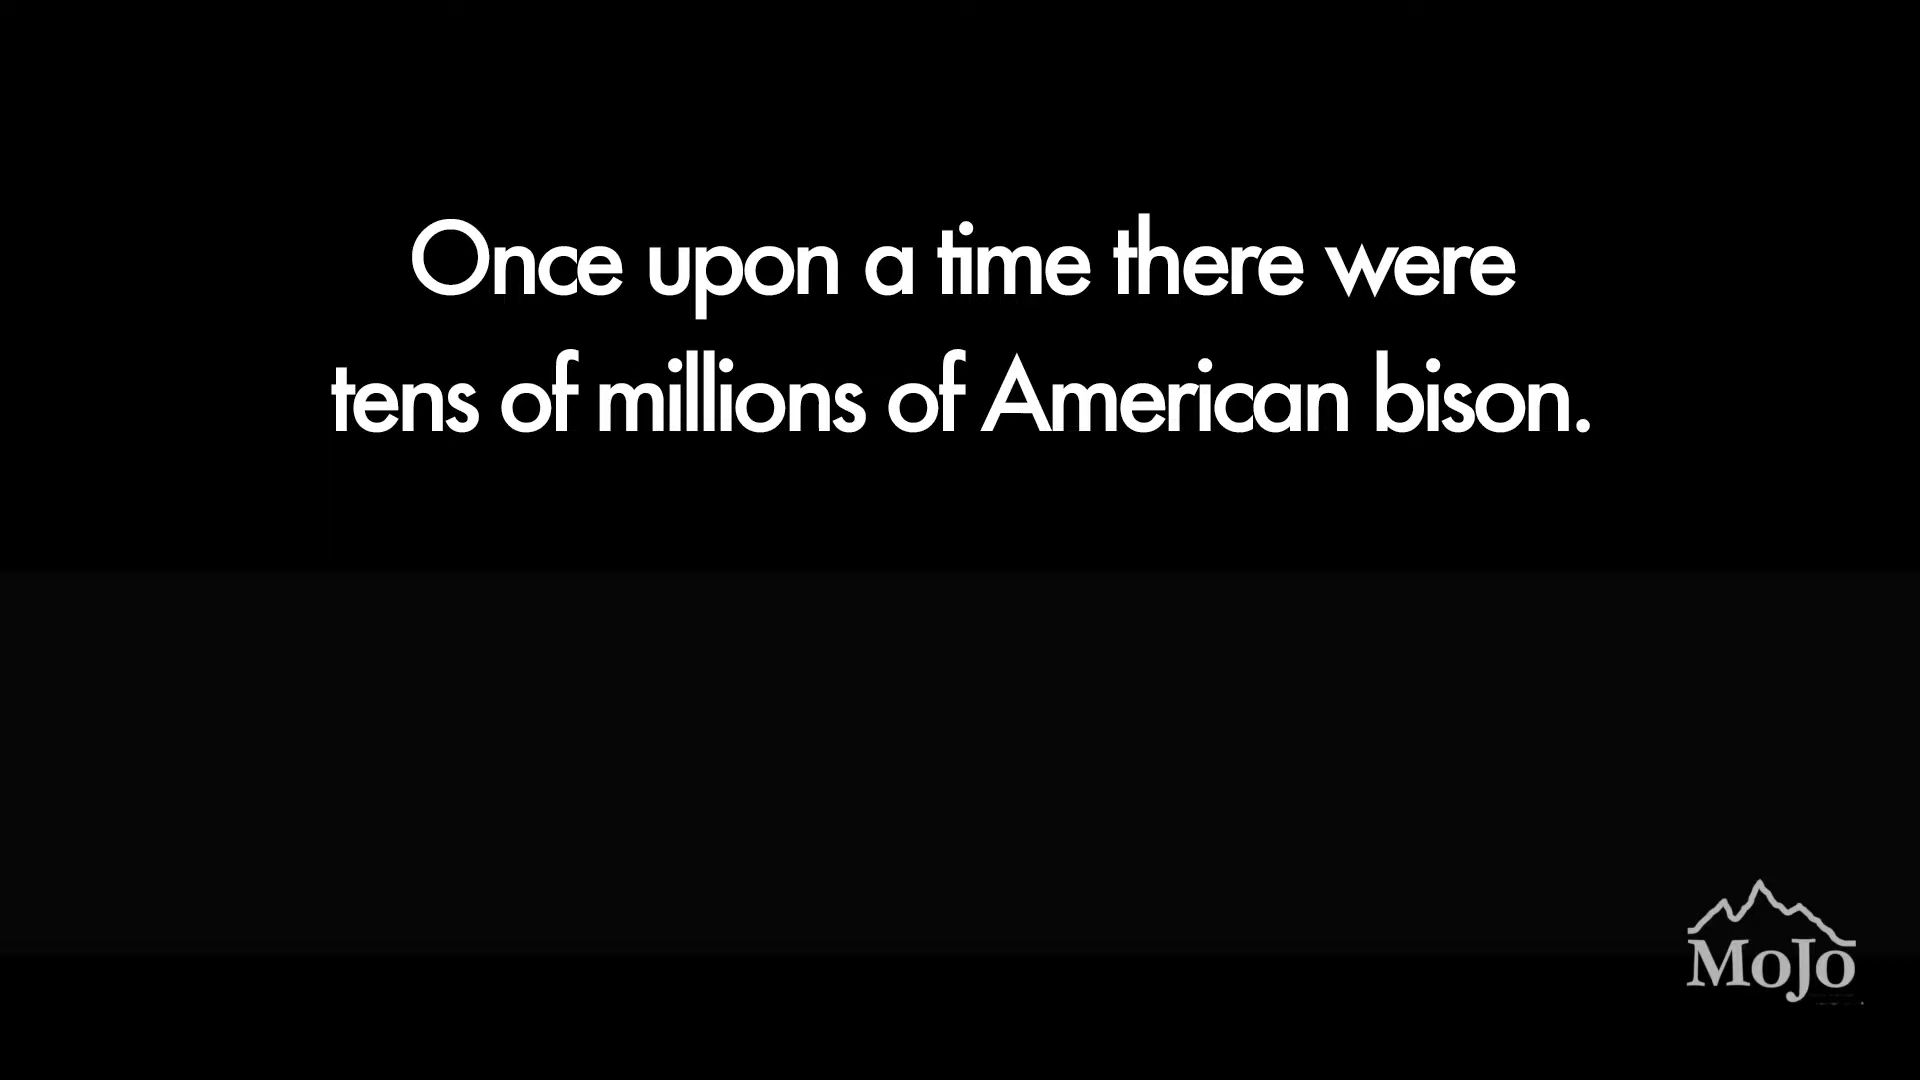 Once upon a time there were
tens of millions of American bison.
MoJo